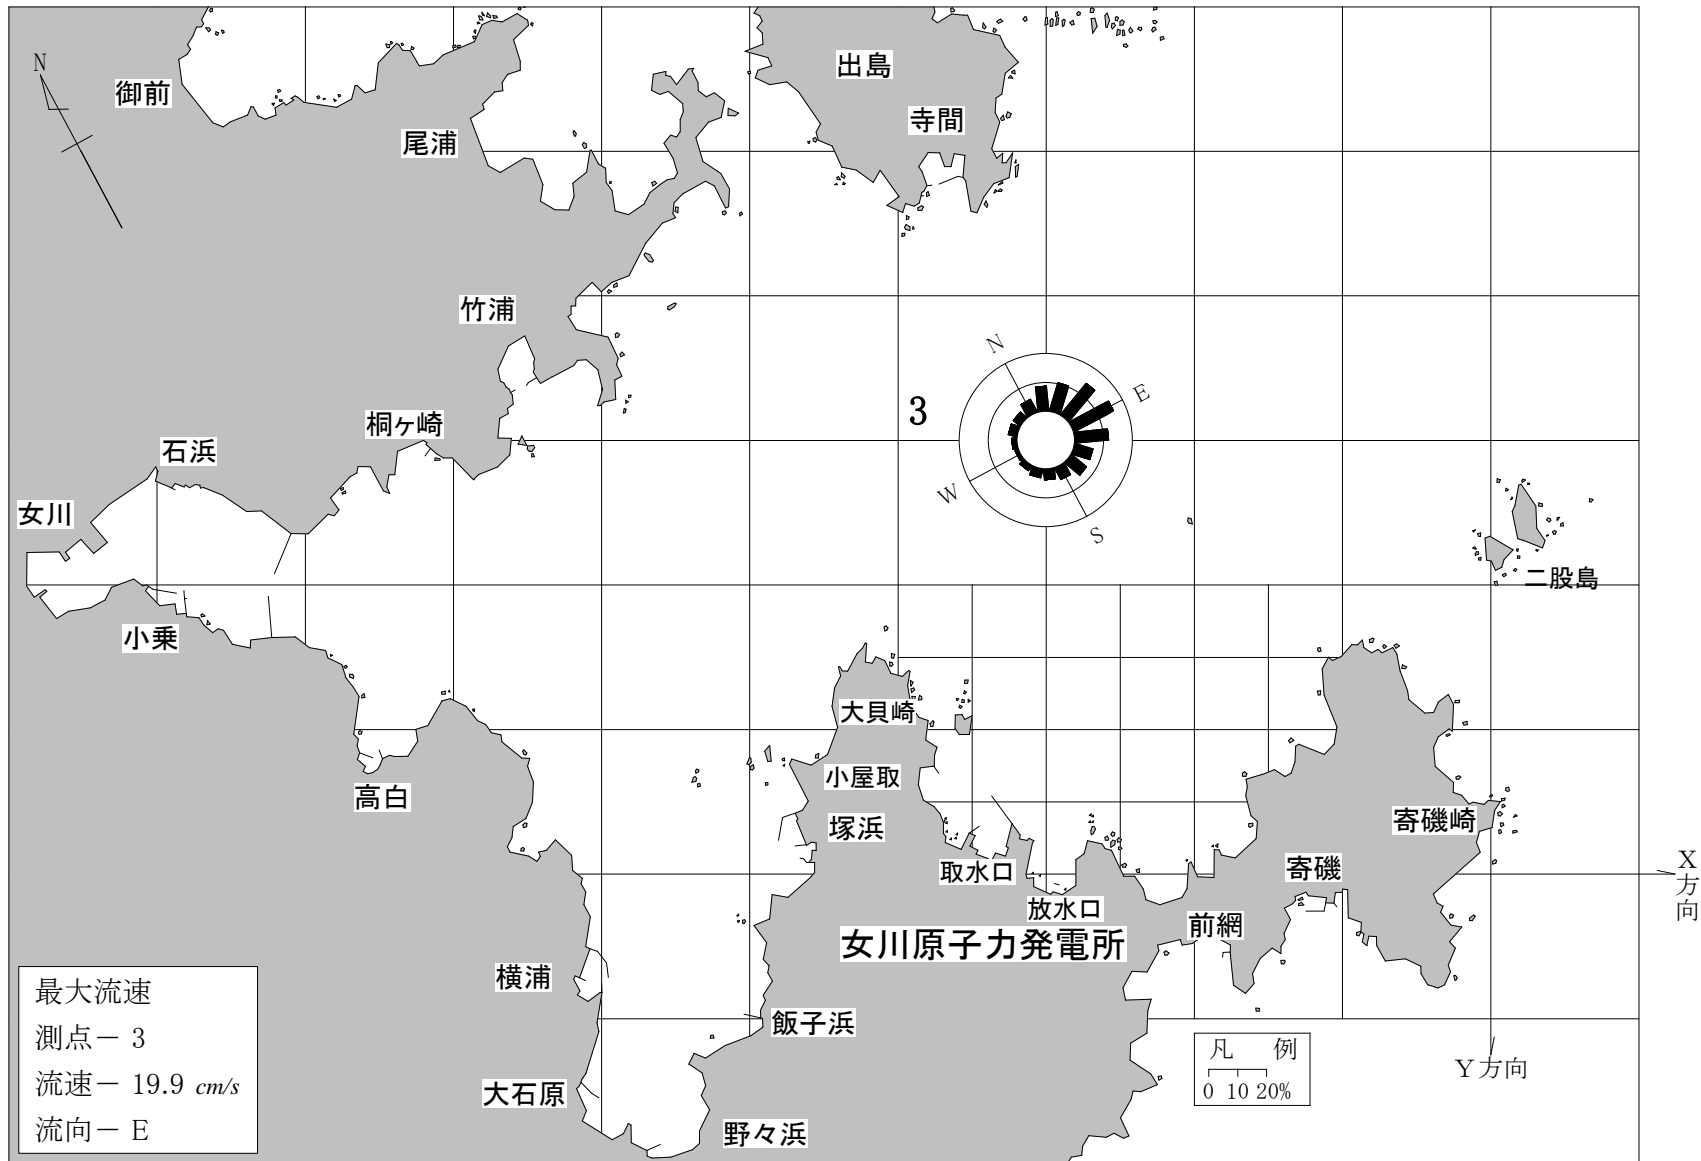 N
御前
尾浦
出島
寺間
竹浦
桐ヶ崎
石浜
女川
小乗
高白
3
N
E
W
S
二股島
大貝崎
小屋取
塚浜
取水口
放水口
女川原子力発電所
前網
寄磯
寄磯崎
X方向
横浦
飯子浜
大石原
野々浜
Y方向
凡 例
0 10 20%
最大流速
測点－ 3
流速－ 19.9 cm/s
流向－ E